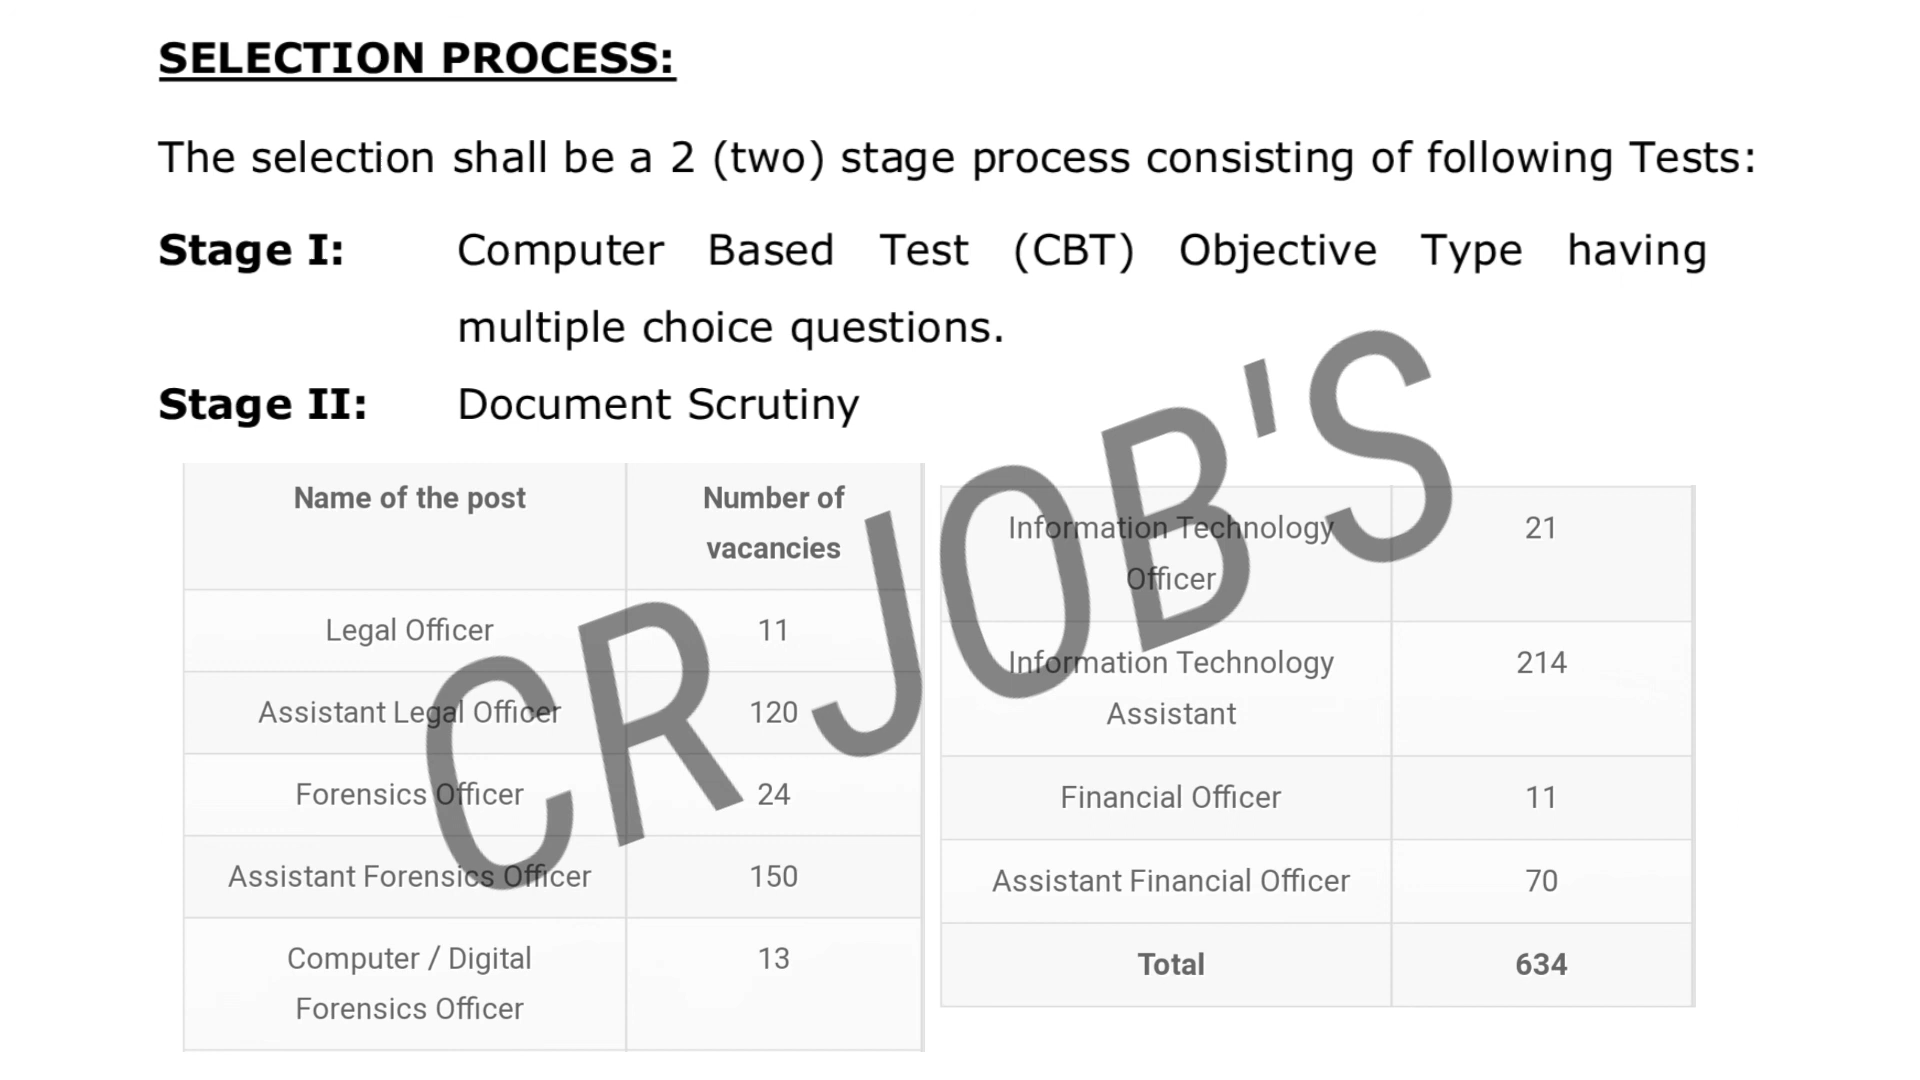 SELECTION PROCESS:
The selection shall be a 2 (two) stage process consisting of following Tests:
Stage I: Computer Based Test (CBT) Objective Type having
multiple choice questions.
Stage II: Document Scrutiny
Name of the post Number of
vacancies
Legal Officer 11
Assistant Legal Officer 120
Forensics Officer 24
Assistant Forensics Officer 150
Computer / Digital 13
Forensics Officer
Information Technology 21
Officer
Information Technology 214
Assistant
Financial Officer 11
Assistant Financial Officer 70
Total 634
CR JOB'S